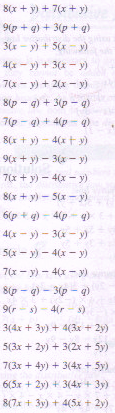 8(x + y) + 7(x + y)
9(p + q) + 3(p + q)
3(x - y) + 5(x - y)
4(x - y) + 3(x - y)
7(x - y) + 2(x - y)
8(p - q) + 3(p - q)
7(p - q) + 4(p - q)
8(x + y) - 4(x + y)
9(x + y) - 3(x - y)
7(x + y) - 4(x - y)
8(x + y) - 5(x - y)
6(p + q) - 4(p - q)
4(x - y) - 3(x - y)
5(x - y) - 4(x - y)
7(x - y) - 4(x - y)
8(p - q) - 3(p - q)
9(r - s) - 4(r - s)
3(4x + 3y) + 4(3x + 2y)
5(3x + 2y) + 3(2x + 5y)
7(3x + 4y) + 3(4x + 5y)
6(5x + 2y) + 3(4x + 3y)
8(7x + 3y) + 4(5x + 2y)